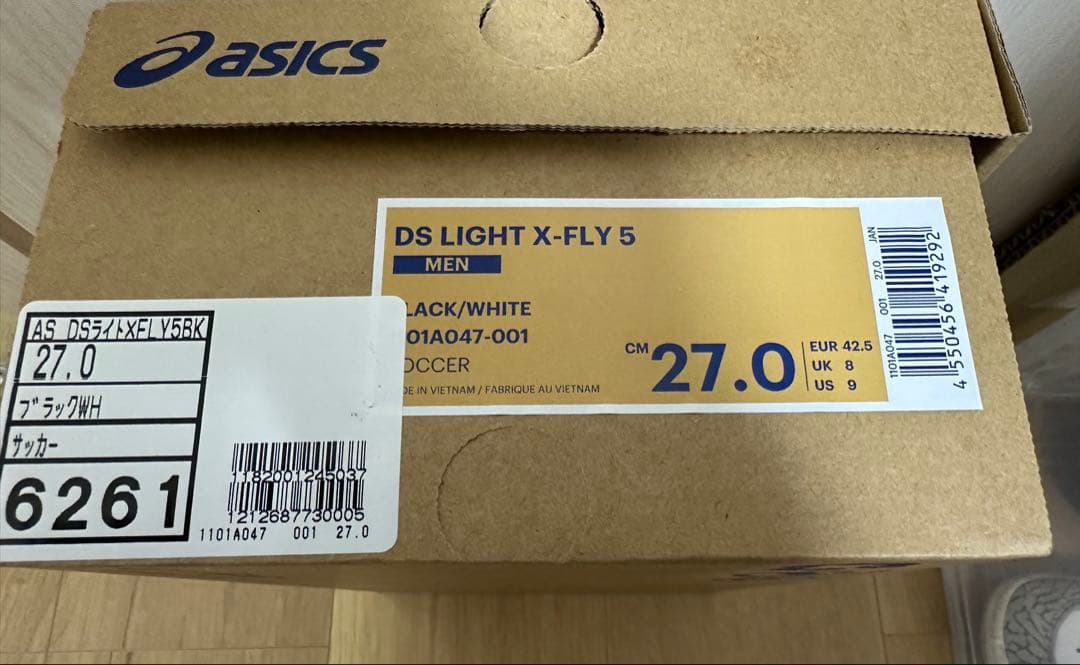 asics
DS LIGHT X-FLY 5
MEN
LACK/WHITE
01A047-001
OCCER
DE IN VIETNAM / FABRIQUE AU VIETNAM
CM 27.0
EUR 42.5
UK 8
US 9
1101A047 001 27.0 JAN
4 550456 419292
AS DSライトXFLY5BK
27.0
ブラックWH
サッカー
6261
1182001245037
1212687730005
1101A047 001 27.0